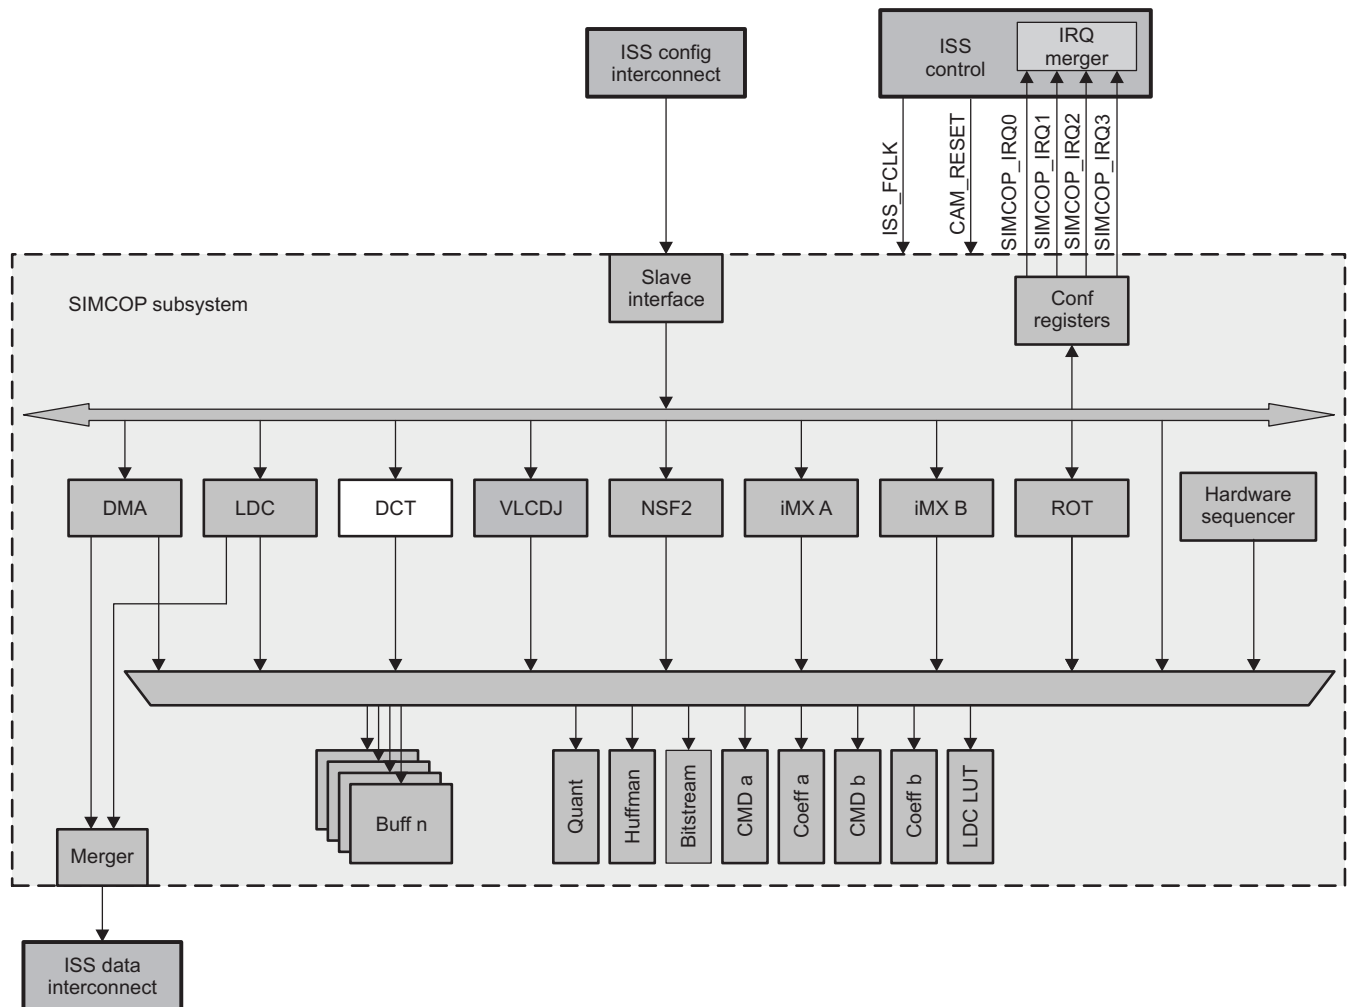 ISS config
interconnect
ISS
control
IRQ
merger
ISS_FCLK
CAM_RESET
SIMCOP_IRQ0
SIMCOP_IRQ1
SIMCOP_IRQ2
SIMCOP_IRQ3
SIMCOP subsystem
Slave
interface
Conf
registers
DMA
LDC
DCT
VLCDJ
NSF2
iMX A
iMX B
ROT
Hardware
sequencer
Buff n
Quant
Huffman
Bitstream
CMD a
Coeff a
CMD b
Coeff b
LDC LUT
Merger
ISS data
interconnect